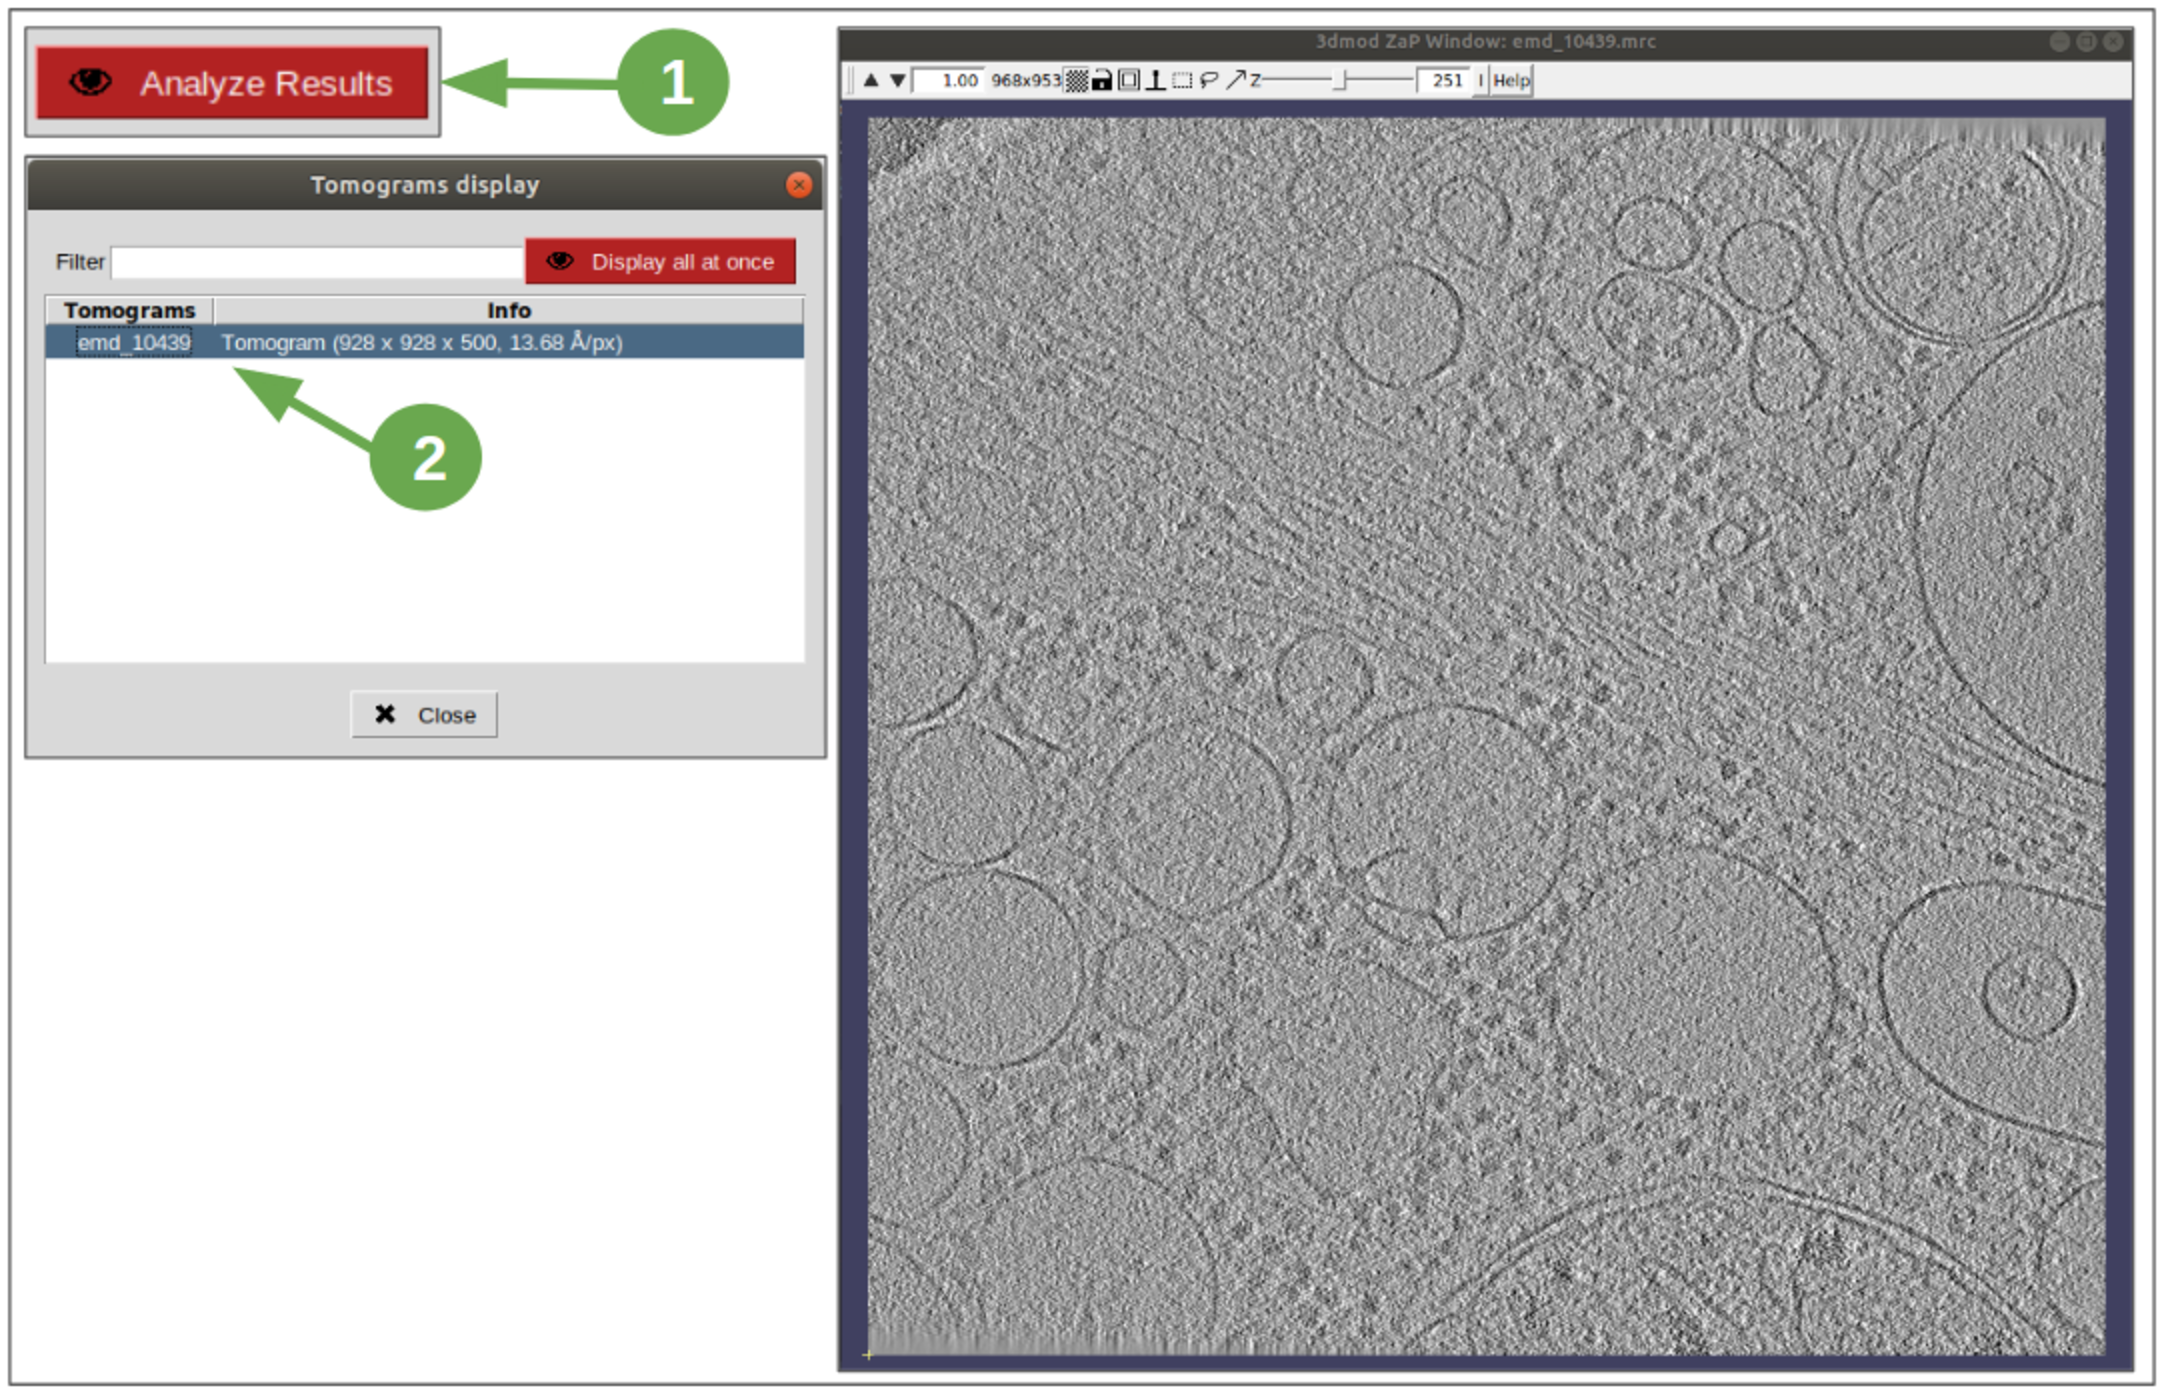 Analyze Results
1
Tomograms display
Filter
Display all at once
Tomograms Info
emd_10439 Tomogram (928 x 928 x 500, 13.68 Å/px)
2
Close
3dmod ZaP Window: emd_10439.mrc
1.00 968x953 Z 251 I Help